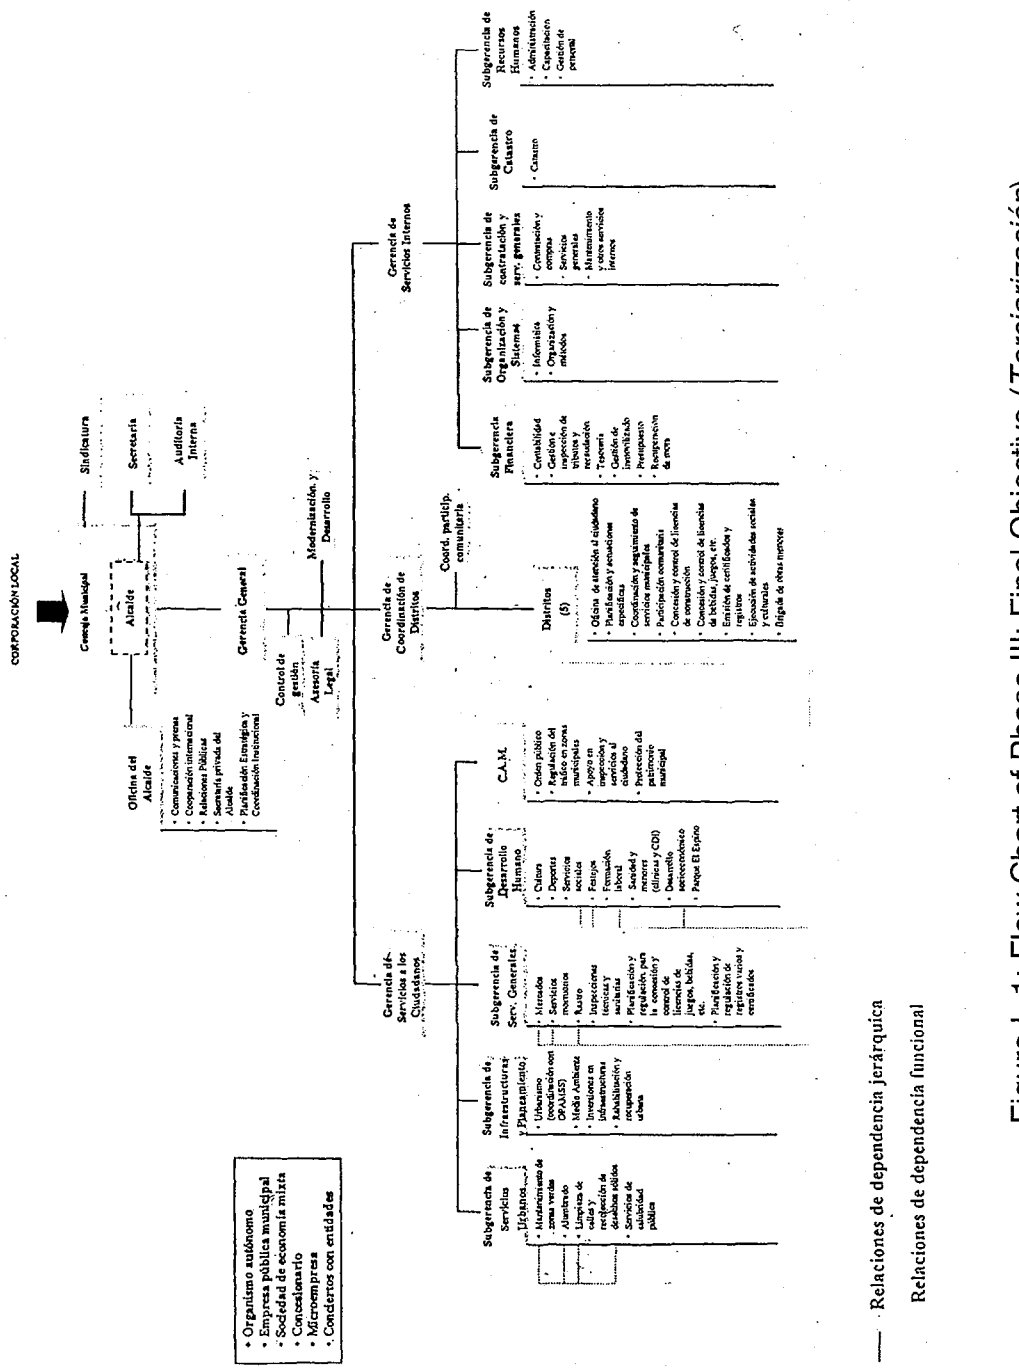 CORPORACIÓN LOCAL
Concejo Municipal
Alcalde
Sindicatura
Secretaría
Auditoría
Interna
Oficina del
Alcalde
• Comunicaciones y prensa
• Cooperación internacional
• Relaciones Públicas
• Secretaría privada del
Alcalde
• Planificación Estratégica y
Coordinación Institucional
Gerencia General
Control de
gestión
Asesoría
Legal
Modernización y
Desarrollo
Gerencia de
Servicios a los
Ciudadanos
Gerencia de
Coordinación de
Distritos
Gerencia de
Servicios Internos
Coord. particip.
comunitaria
• Organismo autónomo
• Empresa pública municipal
• Sociedad de economía mixta
• Concesionario
• Microempresa
• Conciertos con entidades
Subgerencia de
Servicios
Urbanos
• Mantenimiento de
zonas verdes
• Alumbrado
• Limpieza de
calles y
recolección de
desechos sólidos
• Servicios de
salubridad
pública
Subgerencia de
Infraestructuras
y Planeamiento
• Urbanismo
(coordinación con
OPAMSS)
• Medio Ambiente
• Inversiones en
infraestructuras
• Rehabilitación y
recuperación
urbana
Subgerencia de
Serv. Generales
• Mercados
• Servicios
mortuorios
• Rastro
• Inspecciones
técnicas y
sanitarias
• Planificación y
regulación para
la concesión y
control de
licencias de
juegos, bebidas,
etc.
• Planificación y
regulación de
registros varios y
certificados
Subgerencia de
Desarrollo
Humano
• Cultura
• Deportes
• Servicios
sociales
• Festejos
• Formación
laboral
• Sanidad y
menores
(clínicas y CDI)
• Desarrollo
socioeconómico
• Parque El Espino
C.A.M.
• Orden público
• Regulación del
tráfico en zonas
municipales
• Apoyo en
inspección y
servicios al
ciudadano
• Protección del
patrimonio
municipal
Distritos
(5)
• Oficina de atención al ciudadano
• Planificación y actuaciones
específicas
• Coordinación y seguimiento de
servicios municipales
• Participación comunitaria
• Concesión y control de licencias
de construcción
• Concesión y control de licencias
de bebidas, juegos, etc.
• Emisión de certificados y
registros
• Ejecución de actividades sociales
y culturales
• Brigada de obras menores
Subgerencia
Financiera
• Contabilidad
• Gestión e
inspección de
tributos y
recaudación
• Tesorería
• Gestión de
inmovilizado
• Presupuesto
• Recuperación
de mora
Subgerencia de
Organización y
Sistemas
• Informática
• Organización y
métodos
Subgerencia de
contratación y
serv. generales
• Contratación y
compras
• Servicios
generales
• Mantenimiento
y otros servicios
internos
Subgerencia de
Catastro
• Catastro
Subgerencia de
Recursos
Humanos
• Administración
• Capacitación
• Gestión de
personal
Relaciones de dependencia jerárquica
Relaciones de dependencia funcional
Figure I. 1: Flow Chart of Phase III: Final Objective (Terciarización)